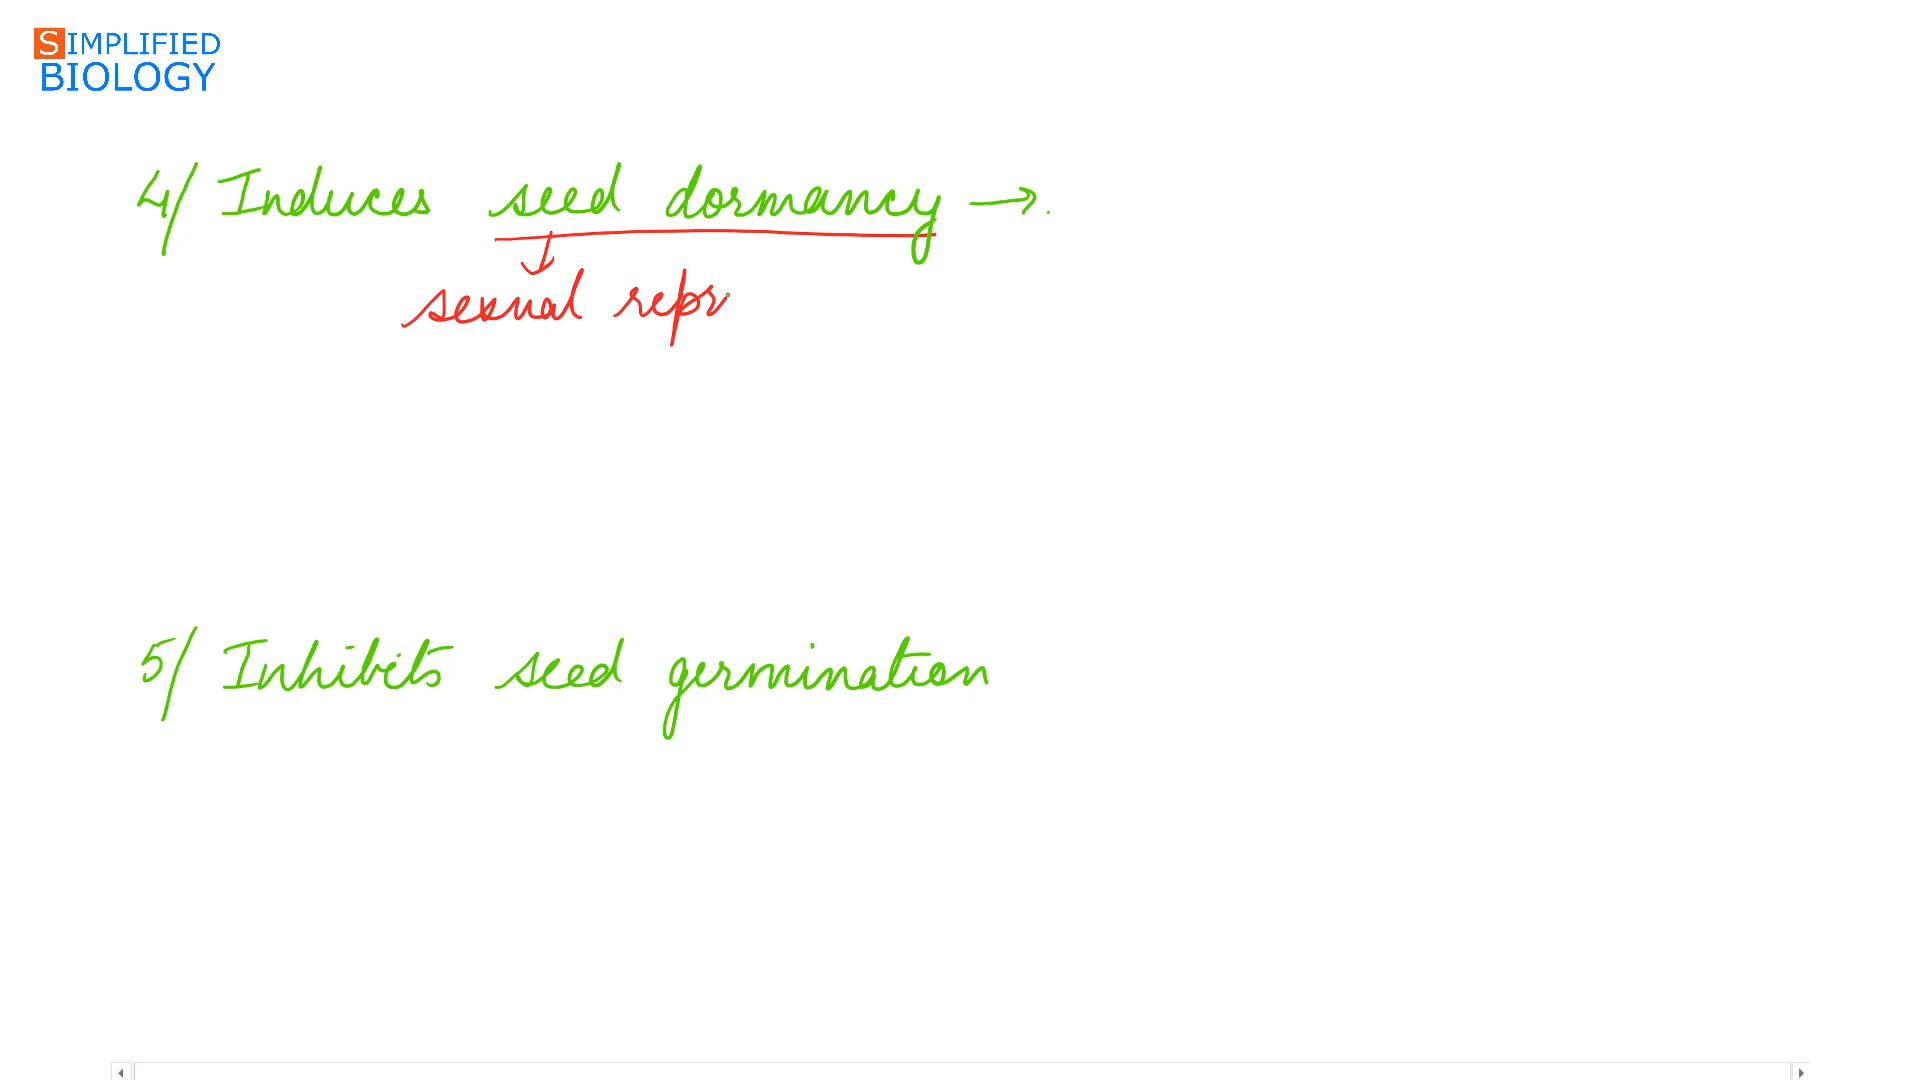 SIMPLIFIED
BIOLOGY
4/ Induces seed dormancy →
↓
sexual repr
5/ Inhibits seed germination